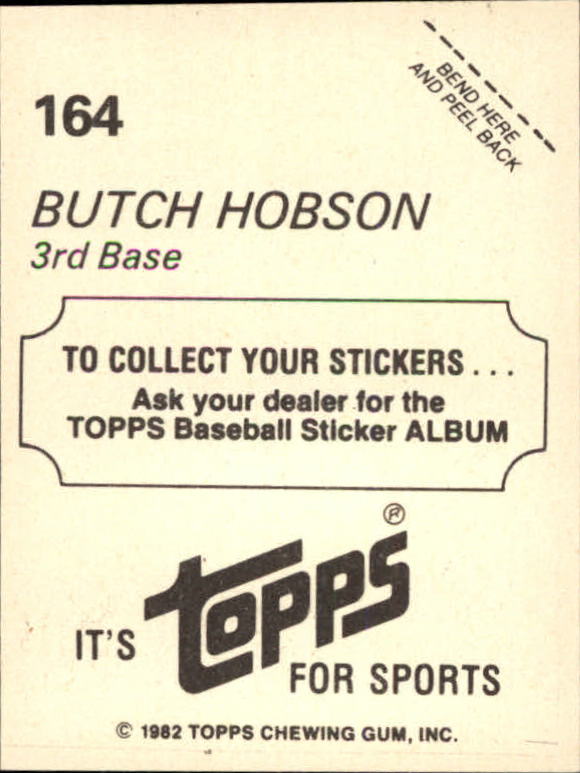 164
BEND HERE
AND PEEL BACK
BUTCH HOBSON
3rd Base
TO COLLECT YOUR STICKERS...
Ask your dealer for the
TOPPS Baseball Sticker ALBUM
IT'S topps®
FOR SPORTS
© 1982 TOPPS CHEWING GUM, INC.